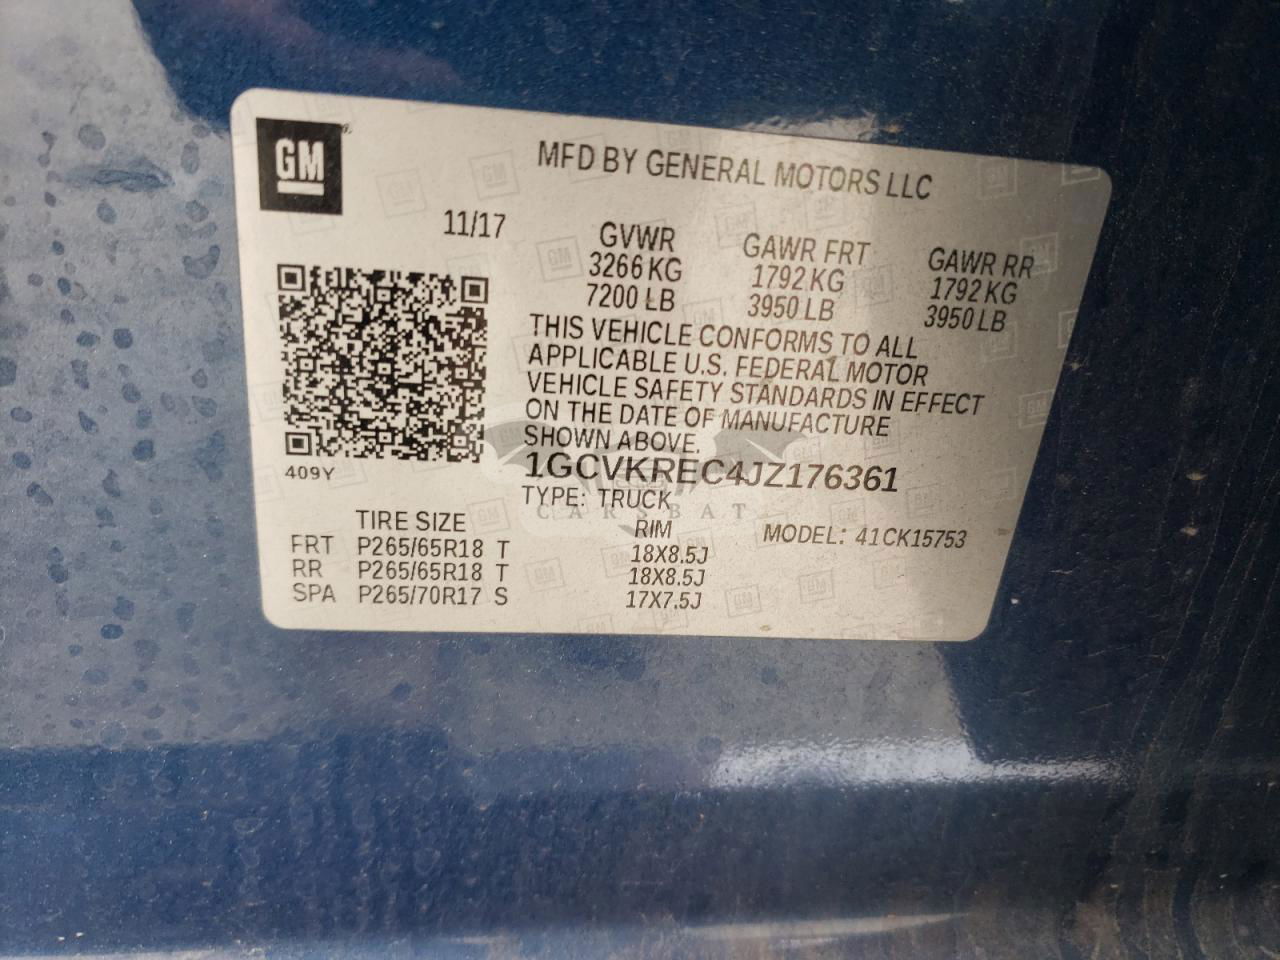 GM
MFD BY GENERAL MOTORS LLC
11/17
GVWR GAWR FRT GAWR RR
3266 KG 1792 KG 1792 KG
7200 LB 3950 LB 3950 LB
THIS VEHICLE CONFORMS TO ALL
APPLICABLE U.S. FEDERAL MOTOR
VEHICLE SAFETY STANDARDS IN EFFECT
ON THE DATE OF MANUFACTURE
SHOWN ABOVE.
409Y
1GCVKREC4JZ176361
TYPE: TRUCK
CARSBAT
TIRE SIZE RIM MODEL: 41CK15753
FRT P265/65R18 T 18X8.5J
RR P265/65R18 T 18X8.5J
SPA P265/70R17 S 17X7.5J